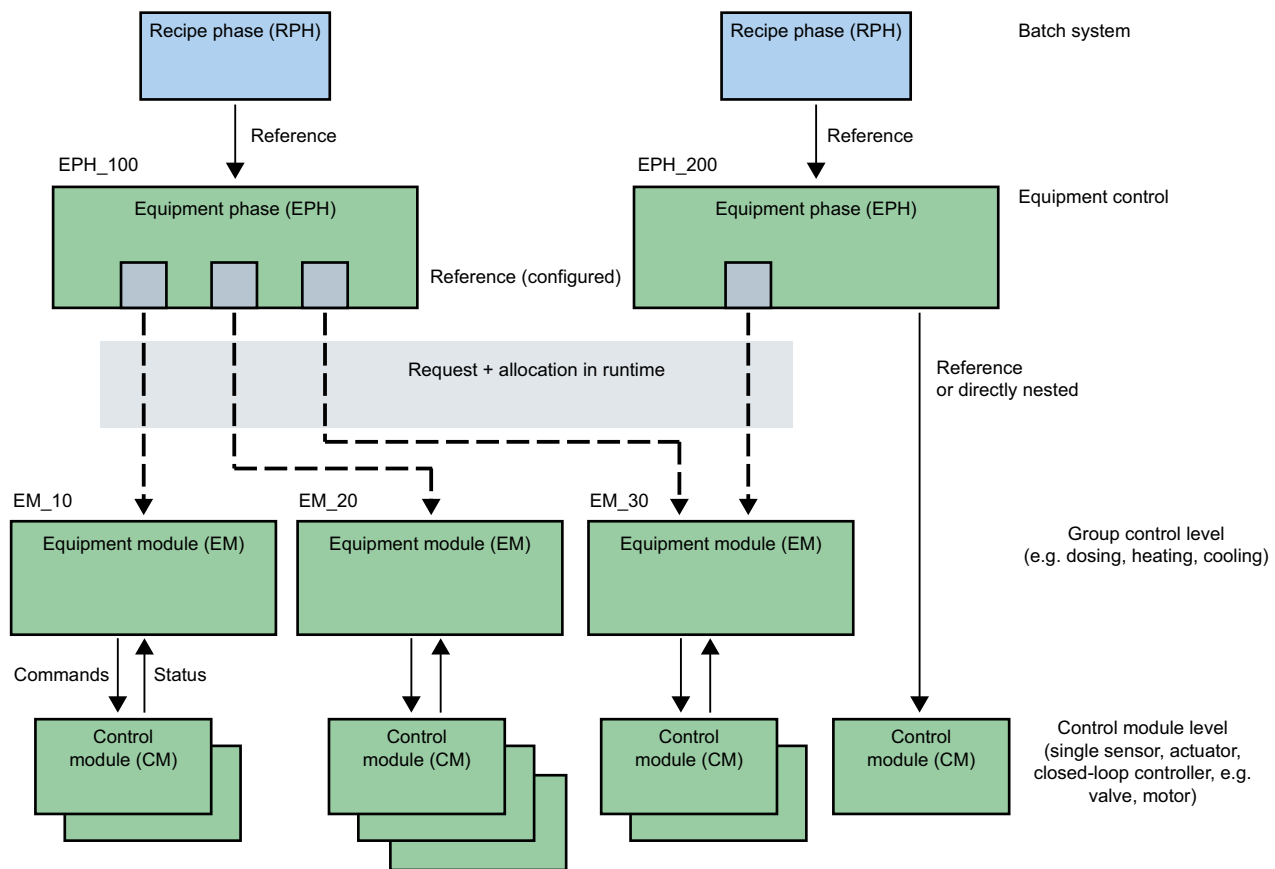 Recipe phase (RPH)
Recipe phase (RPH)
Batch system
Reference
Reference
EPH_100
EPH_200
Equipment phase (EPH)
Equipment phase (EPH)
Equipment control
Reference (configured)
Request + allocation in runtime
Reference
or directly nested
EM_10
EM_20
EM_30
Equipment module (EM)
Equipment module (EM)
Equipment module (EM)
Group control level
(e.g. dosing, heating, cooling)
Commands
Status
Control
module (CM)
Control
module (CM)
Control
module (CM)
Control
module (CM)
Control module level
(single sensor, actuator,
closed-loop controller, e.g.
valve, motor)